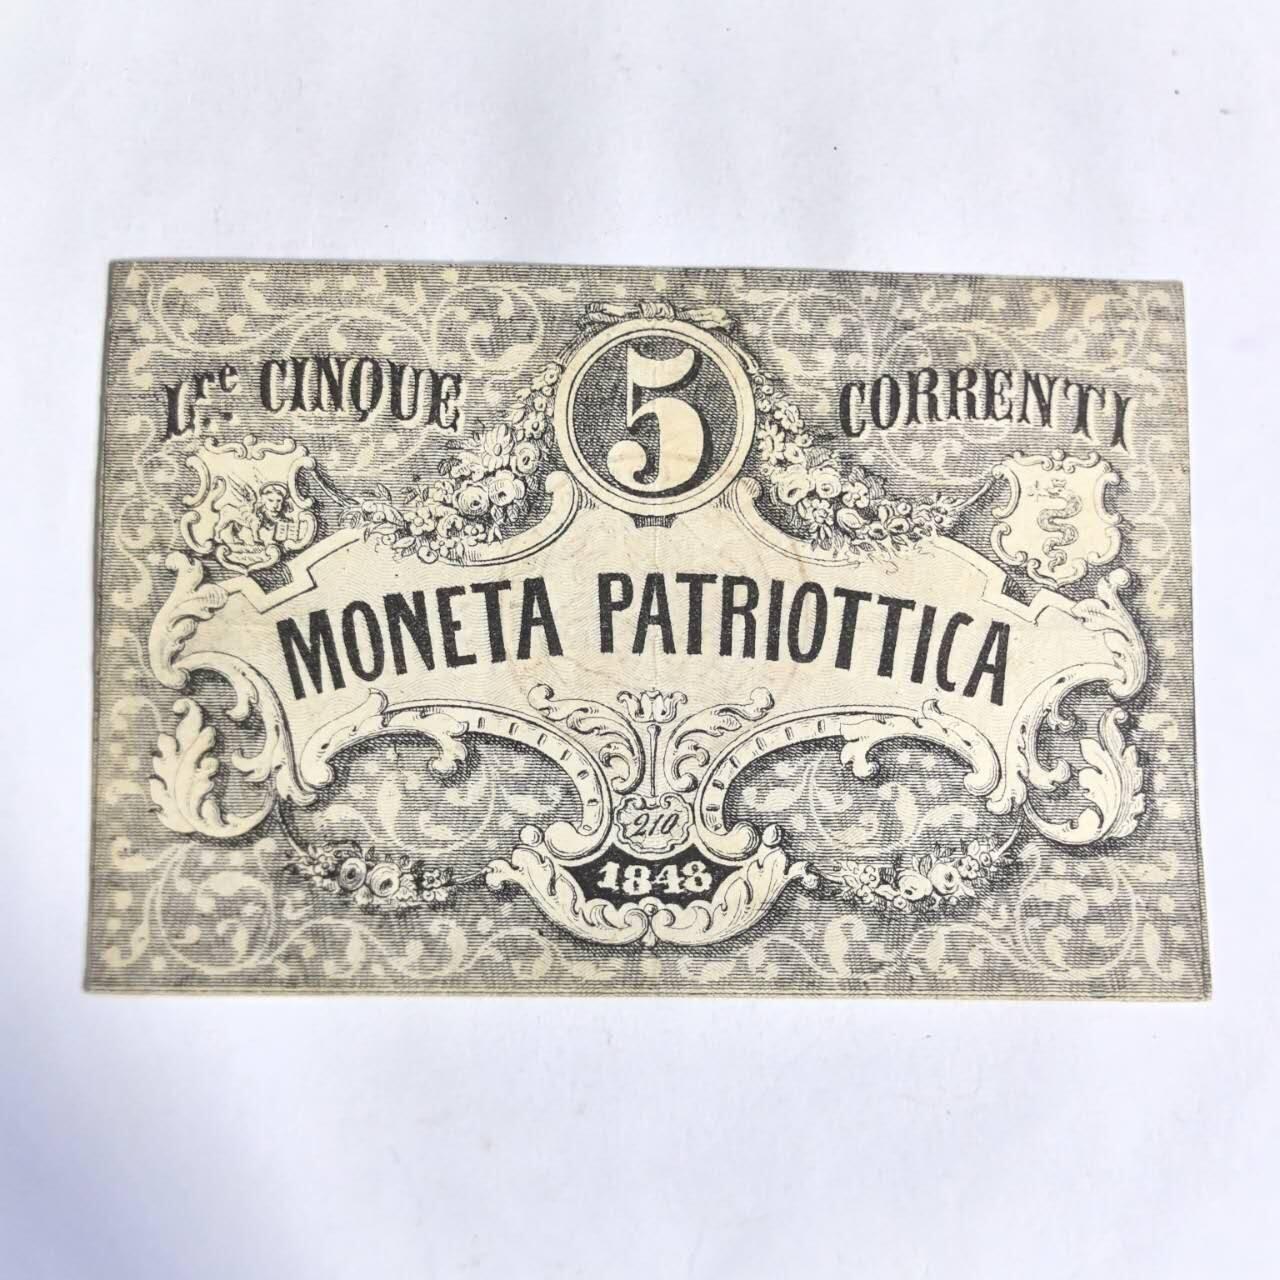 5
Lre CINQUE CORRENTI
MONETA PATRIOTTICA
210
1848